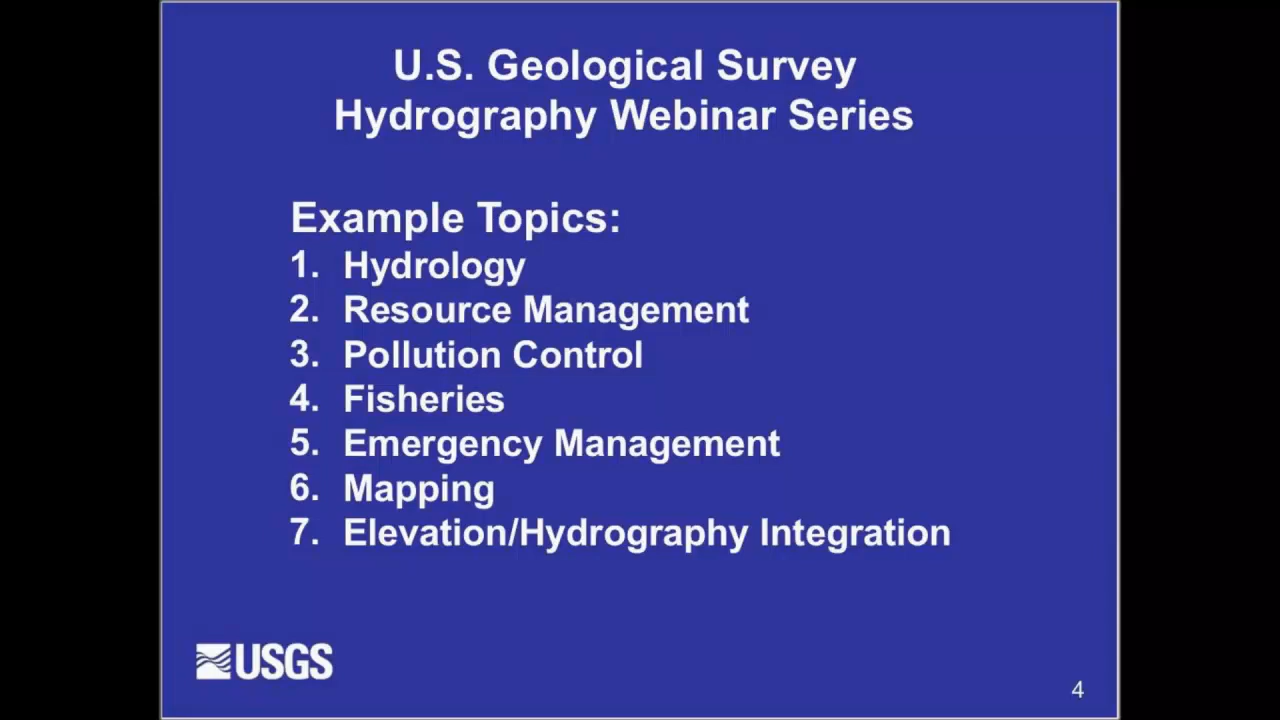 U.S. Geological Survey
Hydrography Webinar Series
Example Topics:
1. Hydrology
2. Resource Management
3. Pollution Control
4. Fisheries
5. Emergency Management
6. Mapping
7. Elevation/Hydrography Integration
USGS
4